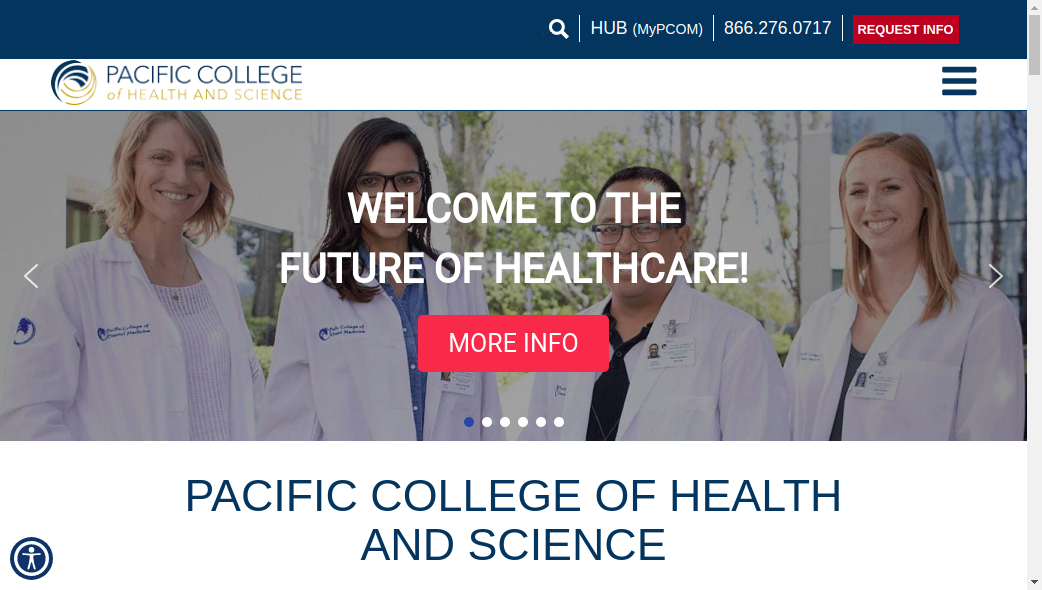 HUB (MyPCOM)
866.276.0717
REQUEST INFO
PACIFIC COLLEGE
of HEALTH AND SCIENCE
WELCOME TO THE
FUTURE OF HEALTHCARE!
MORE INFO
PACIFIC COLLEGE OF HEALTH
AND SCIENCE